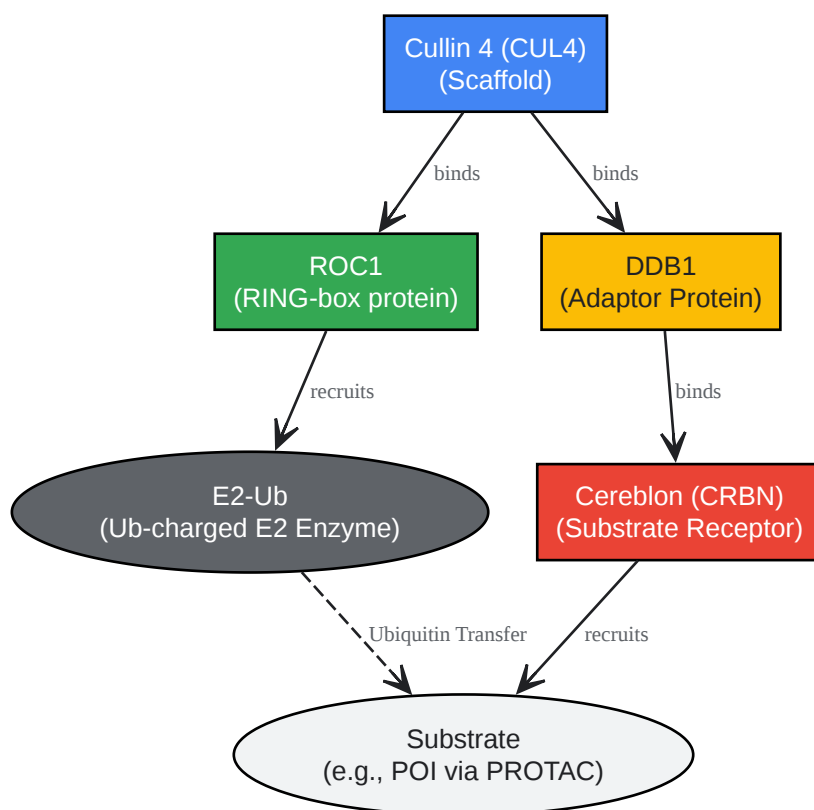 Cullin 4 (CUL4)
(Scaffold)
binds
binds
ROC1
(RING-box protein)
DDB1
(Adaptor Protein)
recruits
binds
E2-Ub
(Ub-charged E2 Enzyme)
Cereblon (CRBN)
(Substrate Receptor)
Ubiquitin Transfer
recruits
Substrate
(e.g., POI via PROTAC)